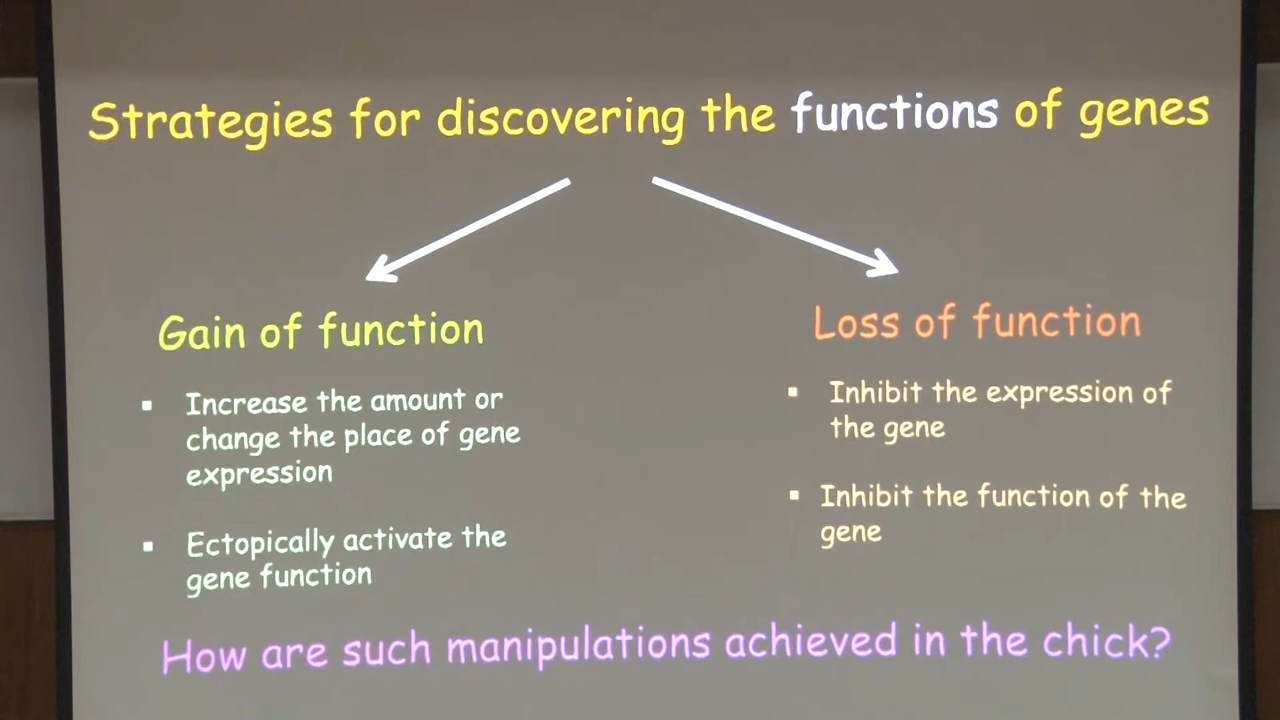 Strategies for discovering the functions of genes
Gain of function
▪ Increase the amount or
change the place of gene
expression
▪ Ectopically activate the
gene function
Loss of function
▪ Inhibit the expression of
the gene
▪ Inhibit the function of the
gene
How are such manipulations achieved in the chick?